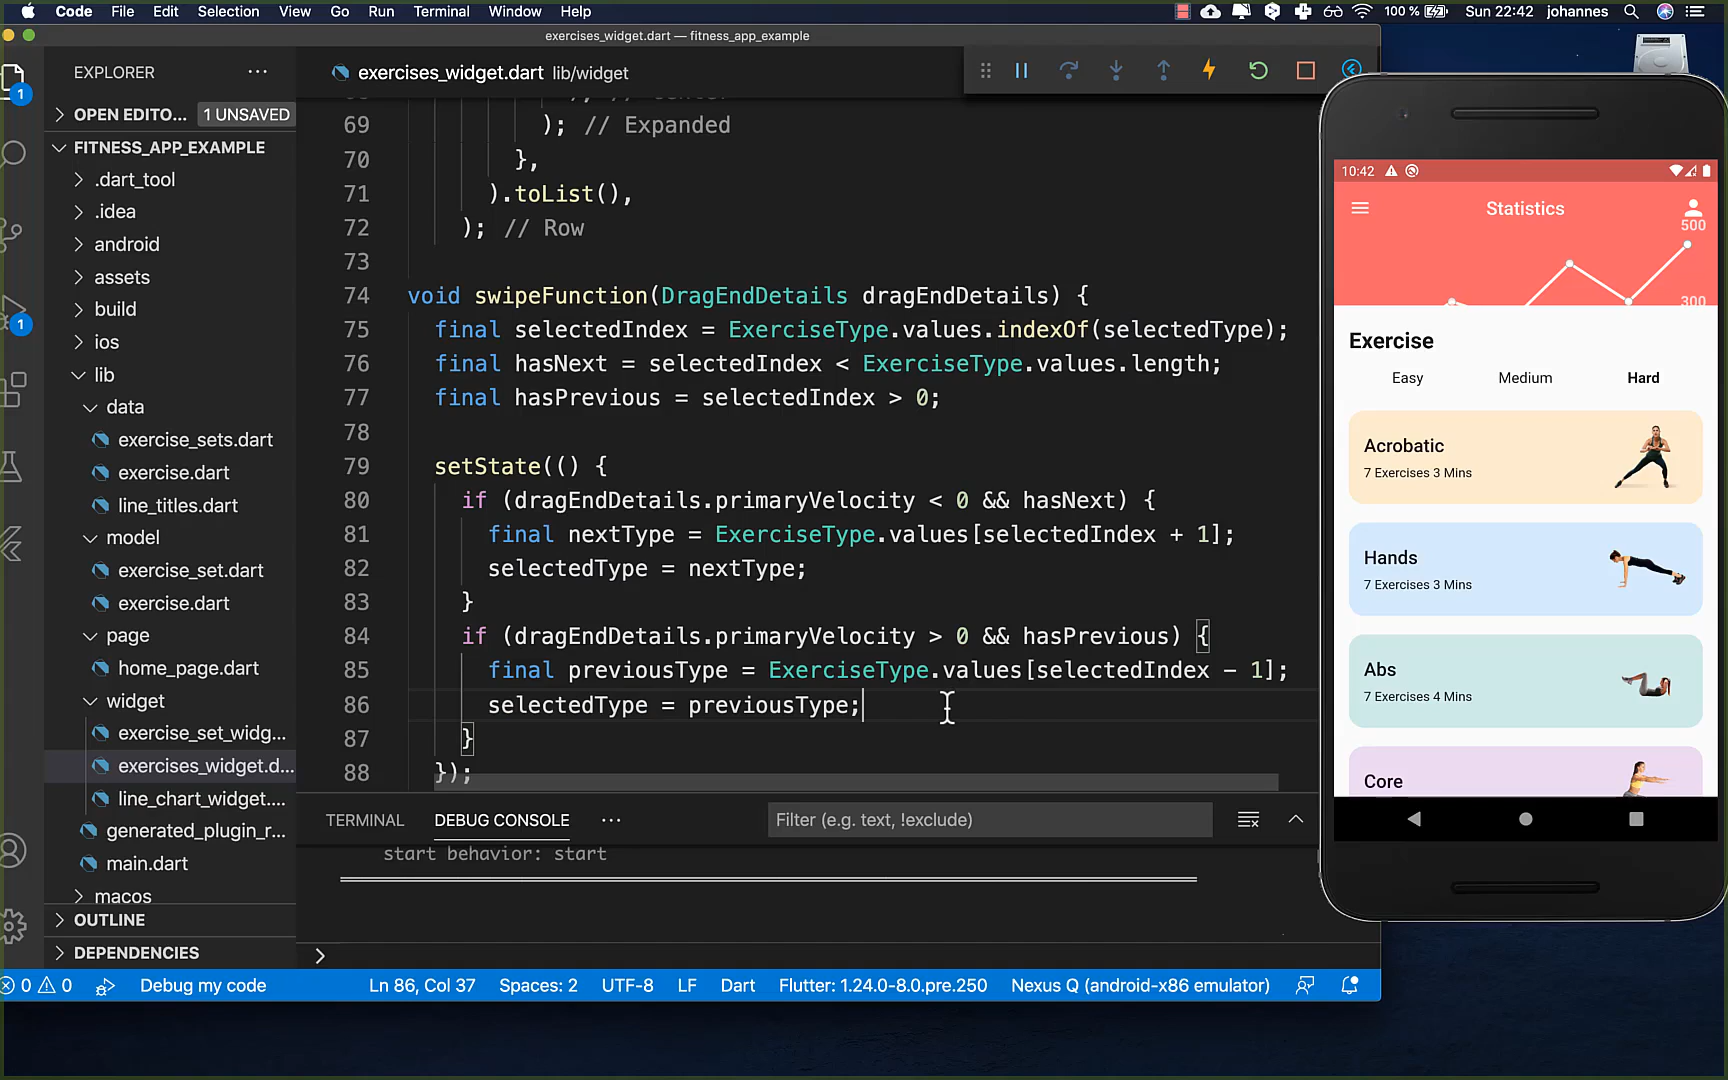 Code File Edit Selection View Go Run Terminal Window Help 100 % Sun 22:42 johannes
exercises_widget.dart — fitness_app_example
EXPLORER
exercises_widget.dart lib/widget
1
OPEN EDITO... 1 UNSAVED
FITNESS_APP_EXAMPLE
.dart_tool
.idea
android
assets
build
1
ios
lib
data
exercise_sets.dart
exercise.dart
line_titles.dart
model
exercise_set.dart
exercise.dart
page
home_page.dart
widget
exercise_set_widg...
exercises_widget.d...
line_chart_widget....
generated_plugin_r...
main.dart
macos
OUTLINE
DEPENDENCIES
69 ); // Expanded
70 },
71 ).toList(),
72 ); // Row
73
74 void swipeFunction(DragEndDetails dragEndDetails) {
75 final selectedIndex = ExerciseType.values.indexOf(selectedType);
76 final hasNext = selectedIndex < ExerciseType.values.length;
77 final hasPrevious = selectedIndex > 0;
78
79 setState(() {
80 if (dragEndDetails.primaryVelocity < 0 && hasNext) {
81 final nextType = ExerciseType.values[selectedIndex + 1];
82 selectedType = nextType;
83 }
84 if (dragEndDetails.primaryVelocity > 0 && hasPrevious) {
85 final previousType = ExerciseType.values[selectedIndex - 1];
86 selectedType = previousType;
87 }
88 });
TERMINAL DEBUG CONSOLE ... Filter (e.g. text, !exclude)
start behavior: start
0 0 Debug my code Ln 86, Col 37 Spaces: 2 UTF-8 LF Dart Flutter: 1.24.0-8.0.pre.250 Nexus Q (android-x86 emulator)
10:42
Statistics
500
300
Exercise
Easy Medium Hard
Acrobatic
7 Exercises 3 Mins
Hands
7 Exercises 3 Mins
Abs
7 Exercises 4 Mins
Core